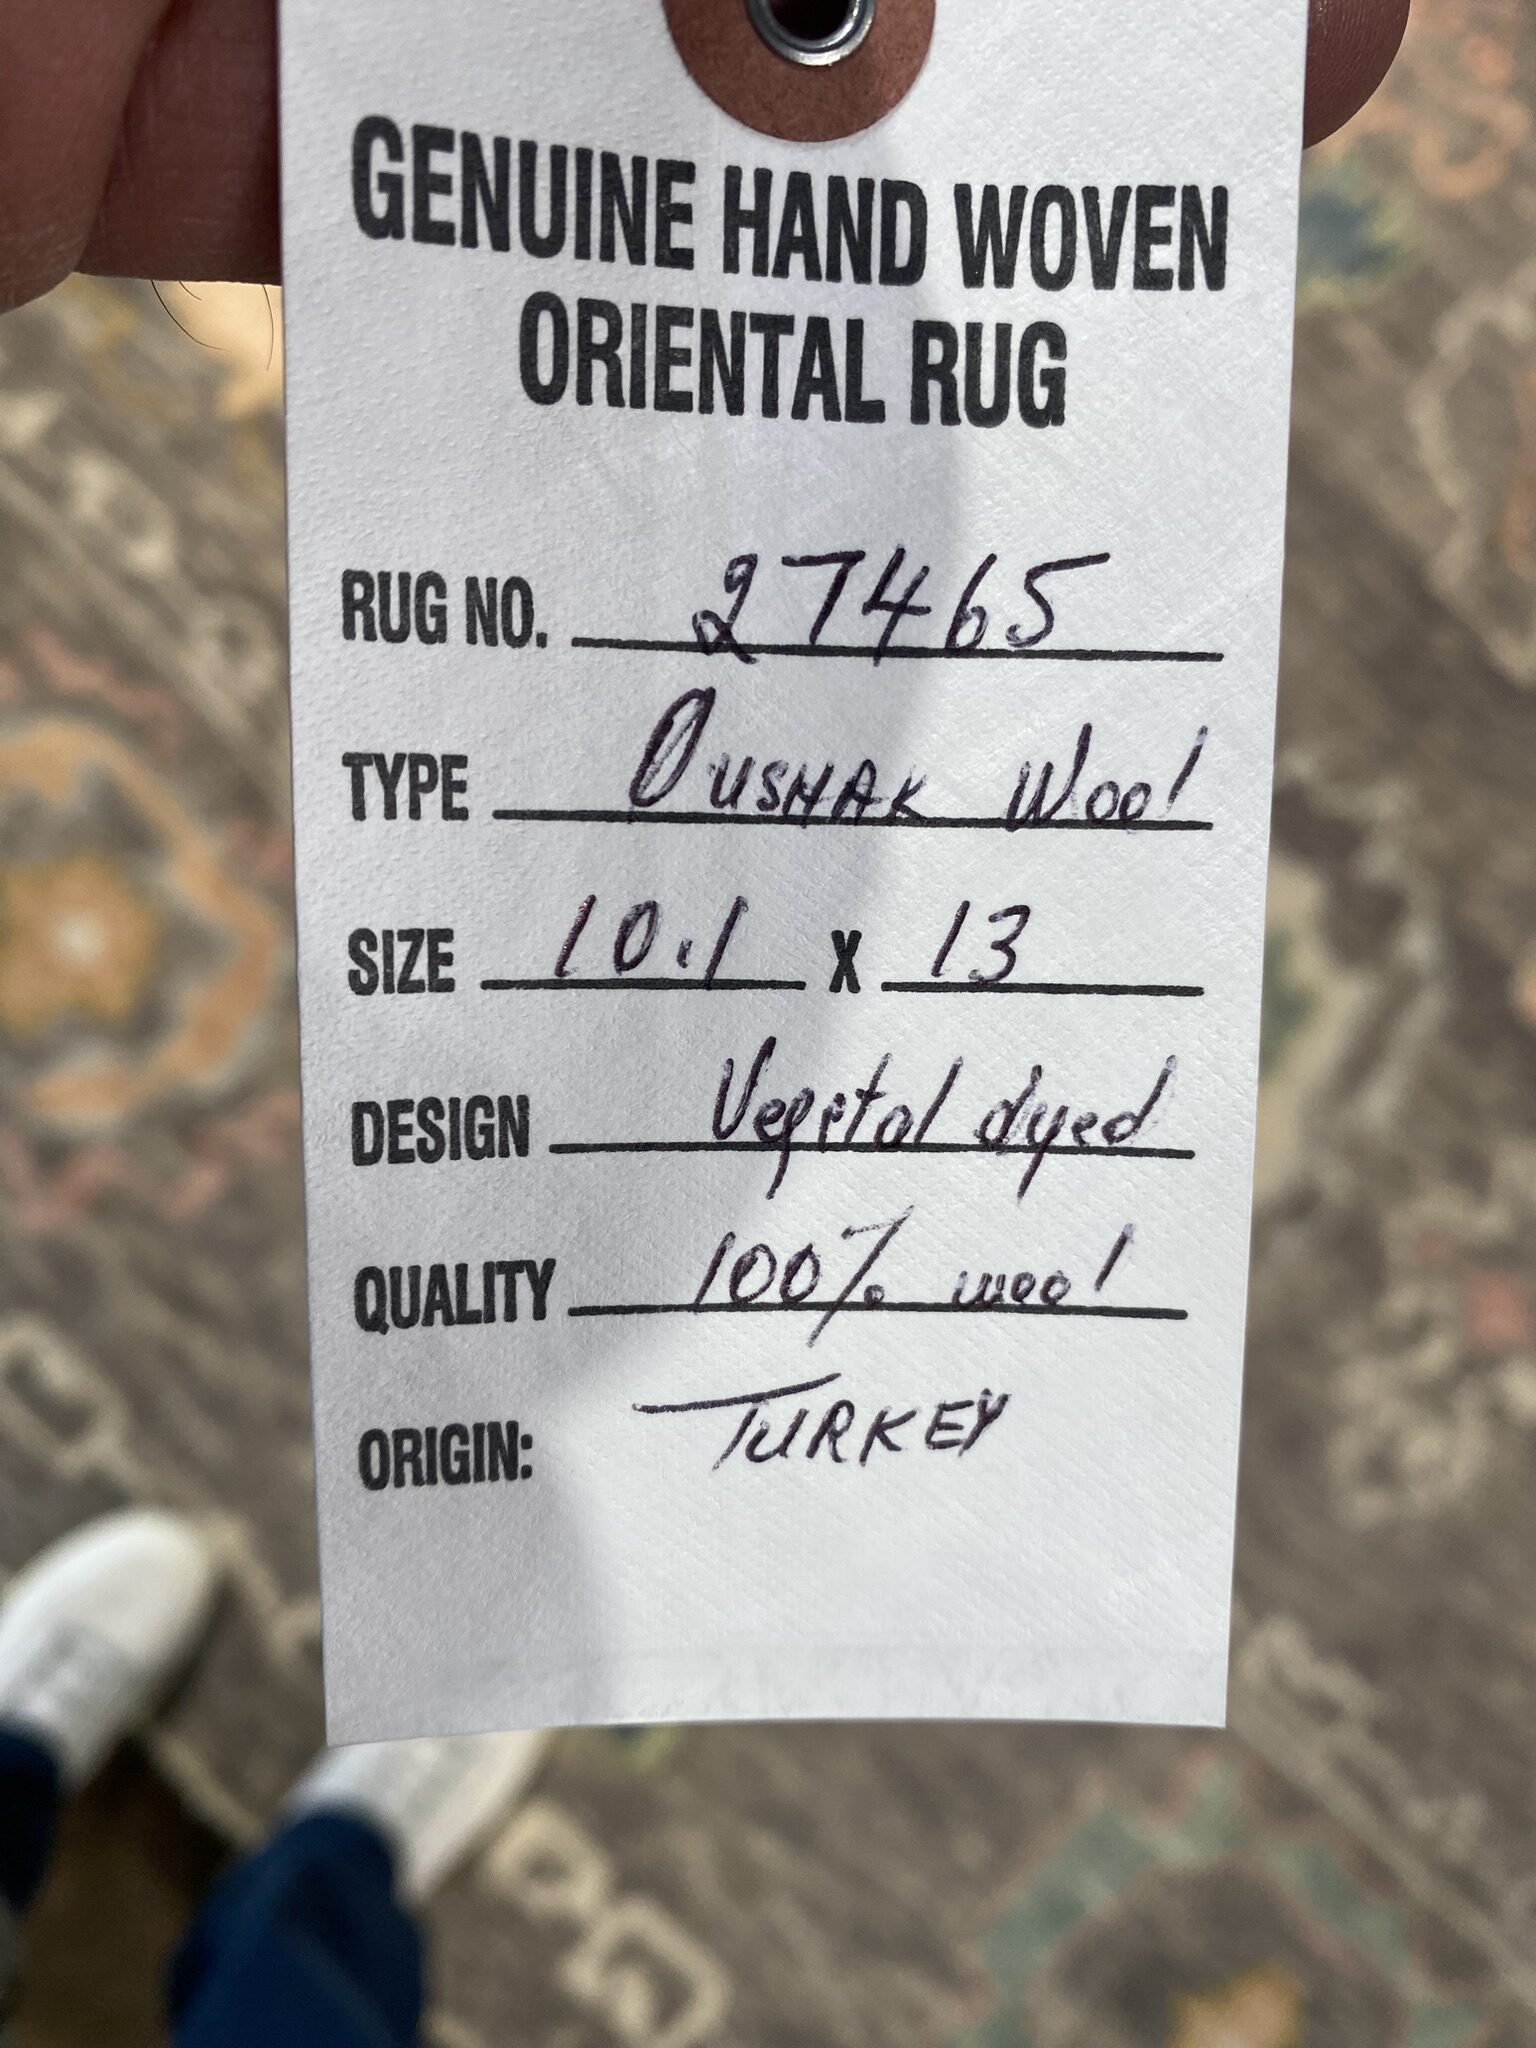 GENUINE HAND WOVEN
ORIENTAL RUG
RUG NO. 27465
TYPE OUSHAK Wool
SIZE 10.1 X 13
DESIGN Vegital dyed
QUALITY 100% wool
ORIGIN: TURKEY